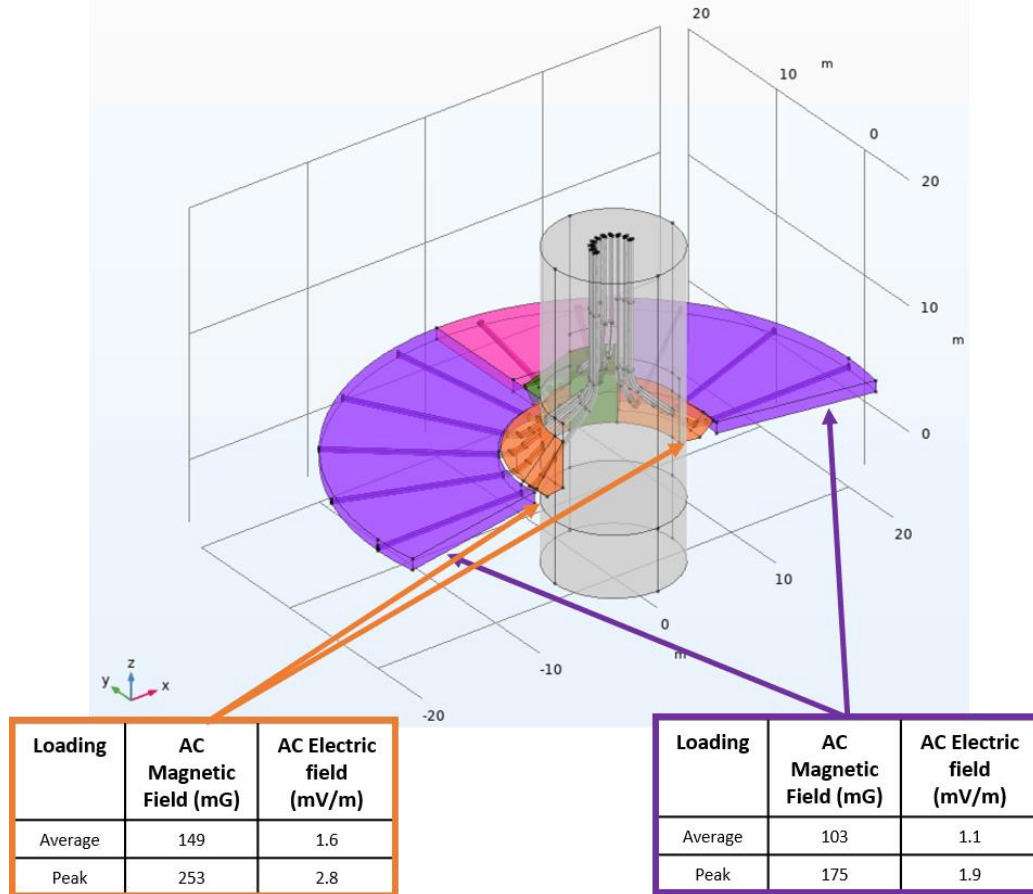 20
10
m
0
20
10
m
0
20
10
0
m
-10
-20
z
y
x
Loading
AC
Magnetic
Field (mG)
AC Electric
field
(mV/m)
Average
149
1.6
Peak
253
2.8
Loading
AC
Magnetic
Field (mG)
AC Electric
field
(mV/m)
Average
103
1.1
Peak
175
1.9